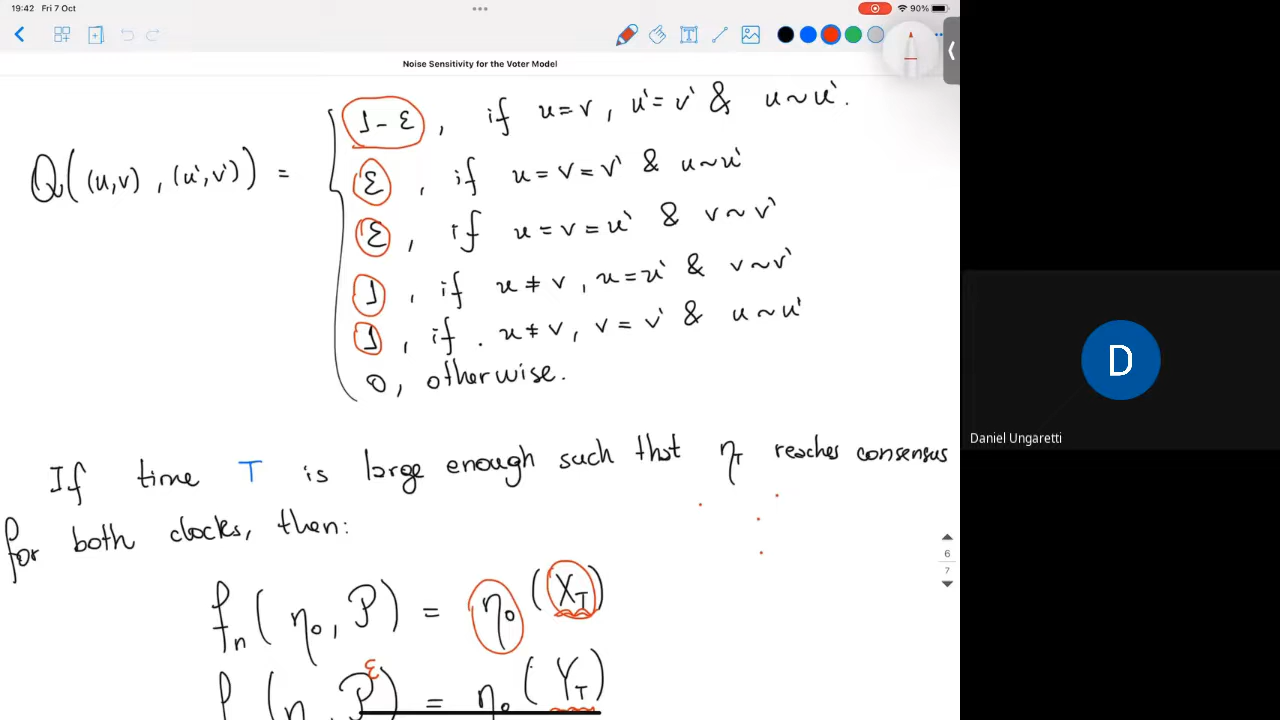 19:42 Fri 7 Oct
90%
Noise Sensitivity for the Voter Model
Q((u,v), (u',v')) =
1-ε, if u=v, u'=v' & u~u'.
ε, if u=v=v' & u~u'
ε, if u=v=u' & v~v'
1, if u≠v, u=u' & v~v'
1, if. u≠v, v=v' & u~u'
0, otherwise.
If time T is large enough such that η_T reaches consensus
for both clocks, then:
f_n(η_0, P) = η_0(X_T)
f(η, P^ε) = η_0(Y_T)
6
7
D
Daniel Ungaretti